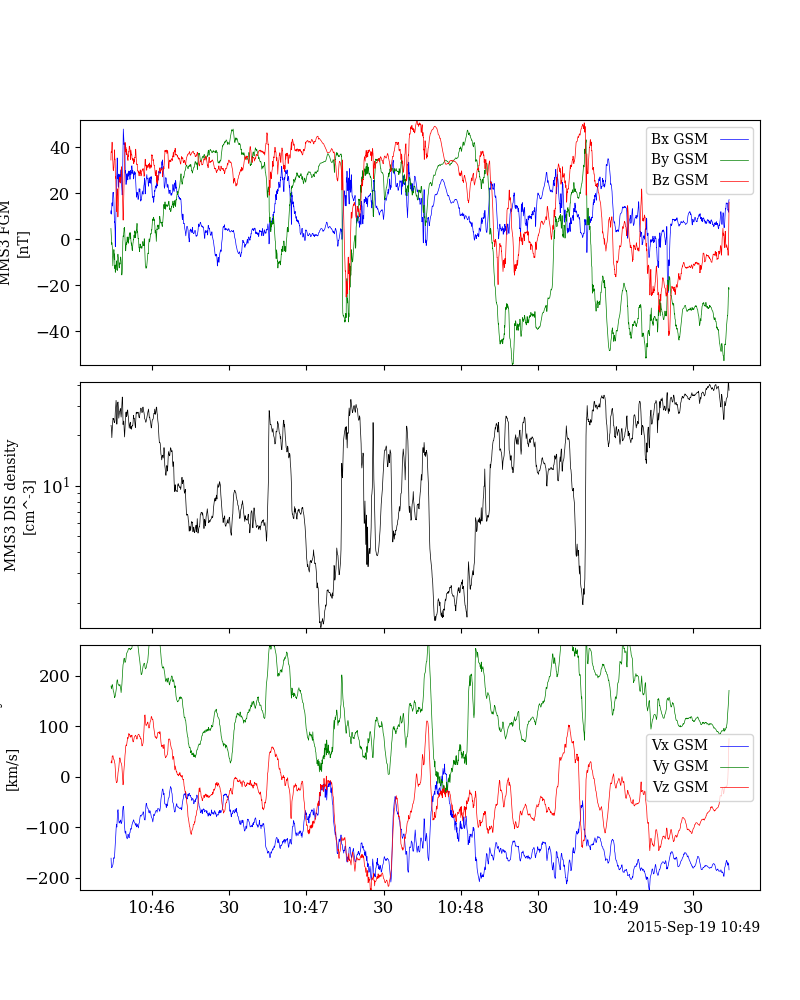 MMS3 FGM
[nT]
40
20
0
−20
−40
Bx GSM
By GSM
Bz GSM
MMS3 DIS density
[cm^-3]
10^1
[km/s]
200
100
0
−100
−200
Vx GSM
Vy GSM
Vz GSM
10:46
30
10:47
30
10:48
30
10:49
30
2015-Sep-19 10:49